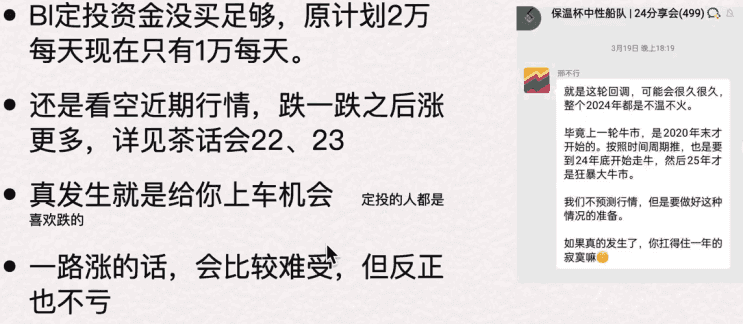 BI定投资金没买足够，原计划2万
每天现在只有1万每天。
还是看空近期行情，跌一跌之后涨
更多，详见茶话会22、23
真发生就是给你上车机会 定投的人都是
喜欢跌的
一路涨的话，会比较难受，但反正
也不亏
保温杯中性船队 | 24分享会(499)
3月19日 晚上18:19
邢不行
就是这轮回调，可能会很久很久，
整个2024年都是不温不火。
毕竟上一轮牛市，是2020年末才
开始的。按照时间周期推，也是要
到24年底开始走牛，然后25年才
是狂暴大牛市。
我们不预测行情，但是要做好这种
情况的准备。
如果真的发生了，你扛得住一年的
寂寞嘛